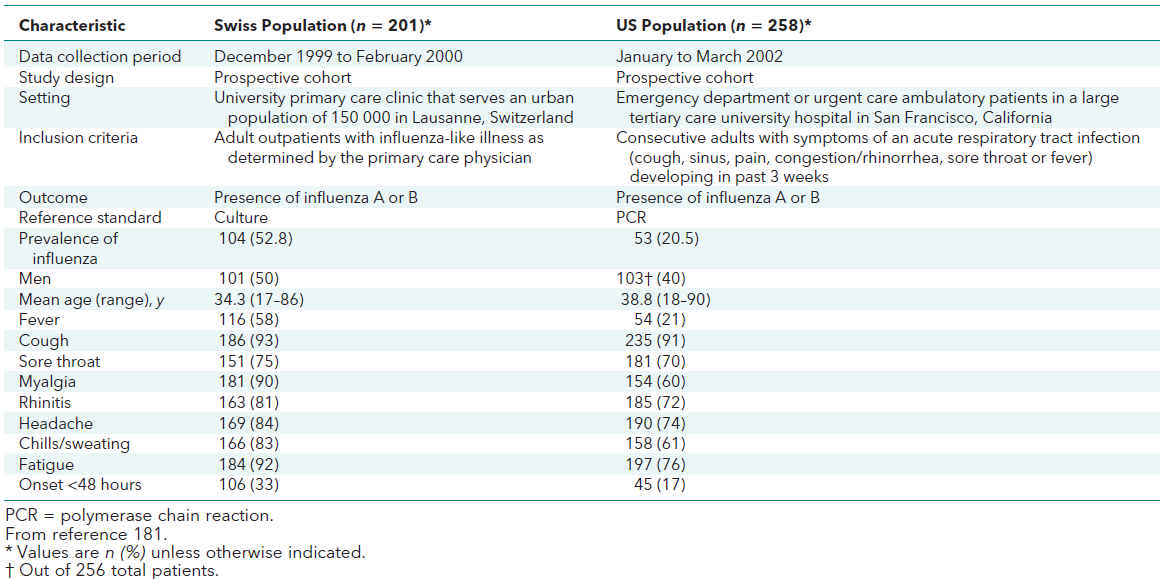 Characteristic Swiss Population (n = 201)* US Population (n = 258)*
Data collection period December 1999 to February 2000 January to March 2002
Study design Prospective cohort Prospective cohort
Setting University primary care clinic that serves an urban Emergency department or urgent care ambulatory patients in a large
population of 150 000 in Lausanne, Switzerland tertiary care university hospital in San Francisco, California
Inclusion criteria Adult outpatients with influenza-like illness as Consecutive adults with symptoms of an acute respiratory tract infection
determined by the primary care physician (cough, sinus, pain, congestion/rhinorrhea, sore throat or fever)
developing in past 3 weeks
Outcome Presence of influenza A or B Presence of influenza A or B
Reference standard Culture PCR
Prevalence of 104 (52.8) 53 (20.5)
influenza
Men 101 (50) 103† (40)
Mean age (range), y 34.3 (17–86) 38.8 (18–90)
Fever 116 (58) 54 (21)
Cough 186 (93) 235 (91)
Sore throat 151 (75) 181 (70)
Myalgia 181 (90) 154 (60)
Rhinitis 163 (81) 185 (72)
Headache 169 (84) 190 (74)
Chills/sweating 166 (83) 158 (61)
Fatigue 184 (92) 197 (76)
Onset <48 hours 106 (33) 45 (17)
PCR = polymerase chain reaction.
From reference 181.
* Values are n (%) unless otherwise indicated.
† Out of 256 total patients.